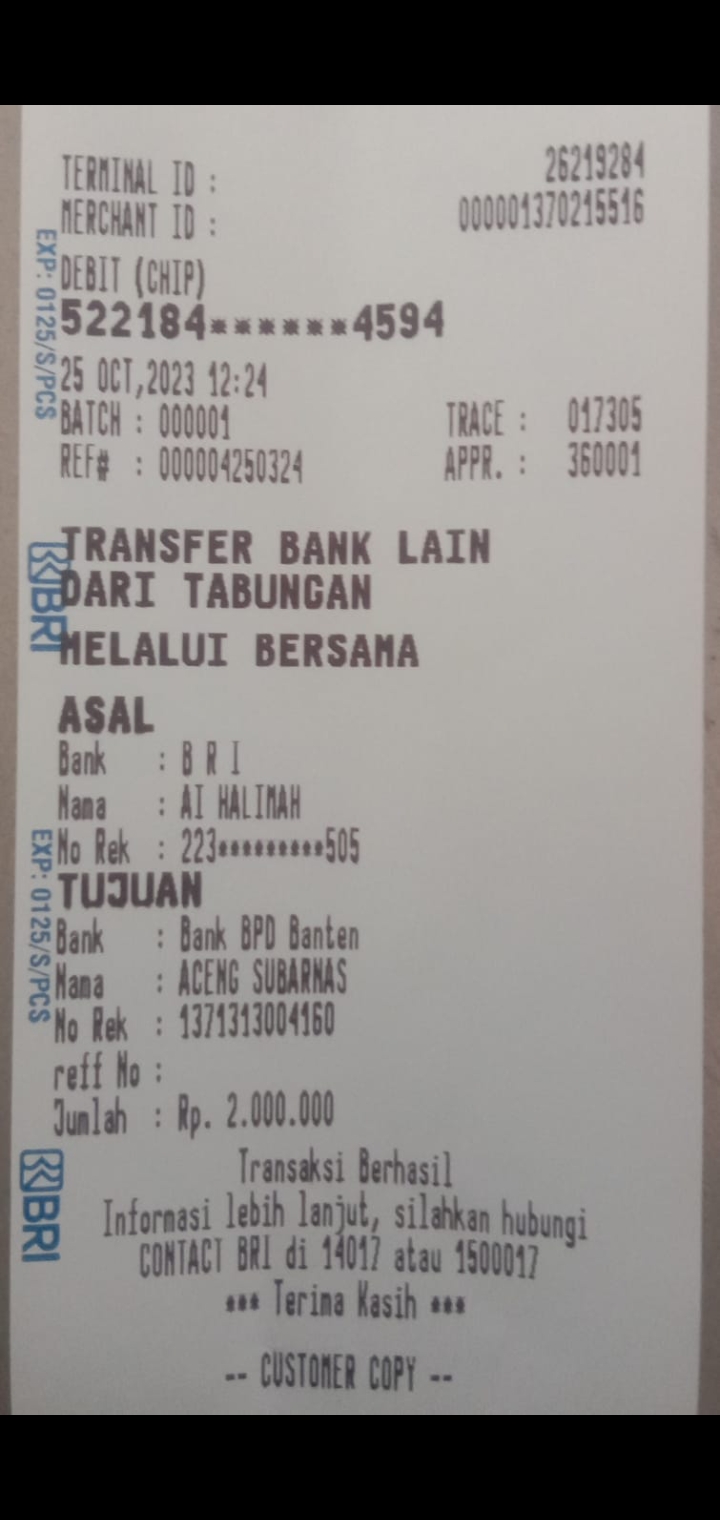 TERMINAL ID : 26219284
MERCHANT ID : 000001370215516
DEBIT (CHIP)
522184******4594
25 OCT,2023 12:24
BATCH : 000001 TRACE : 017305
REF# : 000004250324 APPR. : 360001
TRANSFER BANK LAIN
DARI TABUNGAN
MELALUI BERSAMA
ASAL
Bank : B R I
Nama : AI HALIMAH
No Rek : 223*********505
TUJUAN
Bank : Bank BPD Banten
Nama : ACENG SUBARNAS
No Rek : 1371313004160
reff No :
Jumlah : Rp. 2.000.000
Transaksi Berhasil
Informasi lebih lanjut, silahkan hubungi
CONTACT BRI di 14017 atau 1500017
*** Terima Kasih ***
-- CUSTOMER COPY --
EXP: 0125/S/PCS
BRI
EXP: 0125/S/PCS
BRI